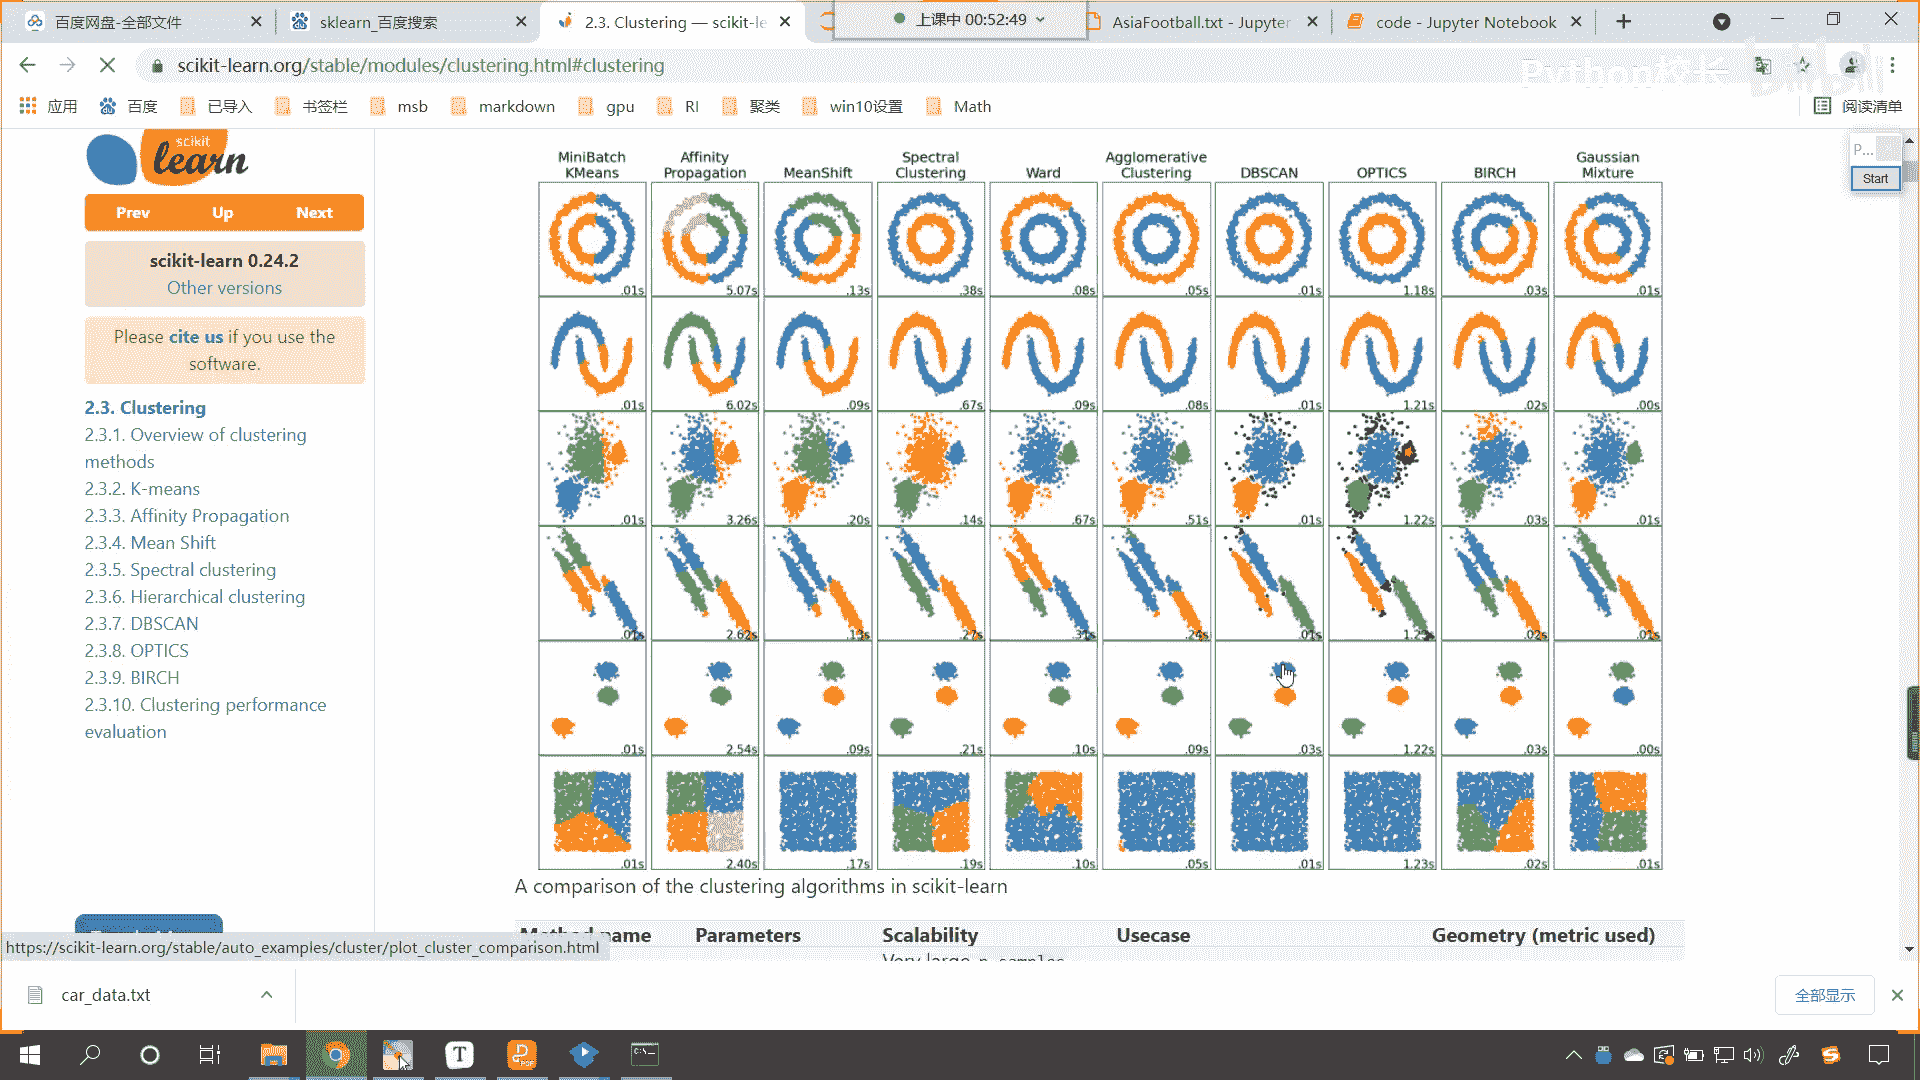 百度网盘-全部文件
sklearn_百度搜索
2.3. Clustering — scikit-le
上课中 00:52:49
AsiaFootball.txt - Jupyter
code - Jupyter Notebook
scikit-learn.org/stable/modules/clustering.html#clustering
Python校长
bilibili
应用 百度 已导入 书签栏 msb markdown gpu RI 聚类 win10设置 Math 阅读清单
scikit
learn
Prev Up Next
scikit-learn 0.24.2
Other versions
Please cite us if you use the
software.
2.3. Clustering
2.3.1. Overview of clustering
methods
2.3.2. K-means
2.3.3. Affinity Propagation
2.3.4. Mean Shift
2.3.5. Spectral clustering
2.3.6. Hierarchical clustering
2.3.7. DBSCAN
2.3.8. OPTICS
2.3.9. BIRCH
2.3.10. Clustering performance
evaluation
P...
Start
MiniBatch KMeans
Affinity Propagation
MeanShift
Spectral Clustering
Ward
Agglomerative Clustering
DBSCAN
OPTICS
BIRCH
Gaussian Mixture
.01s 5.07s .13s .38s .08s .05s .01s 1.18s .03s .01s
.01s 6.02s .09s .67s .09s .08s .01s 1.21s .02s .00s
.01s 3.26s .20s .14s .67s .51s .01s 1.22s .03s .01s
.01s 2.62s .13s .27s .31s .24s .01s .02s .01s
.01s 2.54s .09s .21s .10s .09s .03s 1.22s .03s .00s
.01s 2.40s .17s .19s .10s .05s .01s 1.23s .02s .01s
A comparison of the clustering algorithms in scikit-learn
name Parameters Scalability Usecase Geometry (metric used)
Very large n_samples
https://scikit-learn.org/stable/auto_examples/cluster/plot_cluster_comparison.html
car_data.txt
全部显示